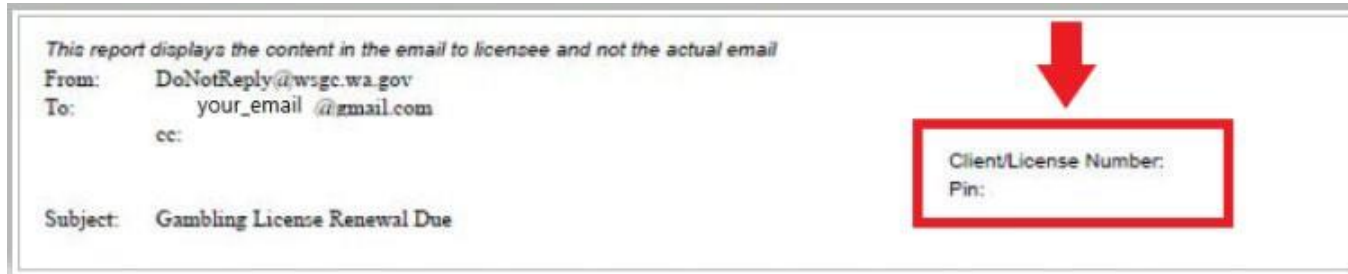 This report displays the content in the email to licensee and not the actual email
From: DoNotReply@wsgc.wa.gov
To: your_email @gmail.com
cc:
Client/License Number:
Pin:
Subject: Gambling License Renewal Due